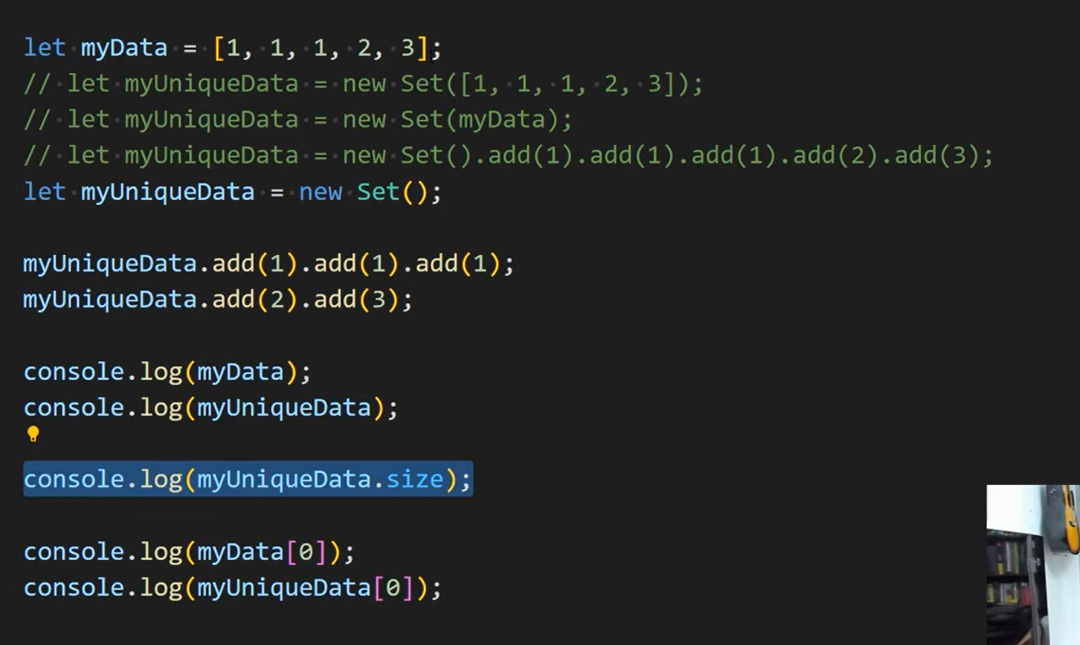 let myData = [1, 1, 1, 2, 3];
// let myUniqueData = new Set([1, 1, 1, 2, 3]);
// let myUniqueData = new Set(myData);
// let myUniqueData = new Set().add(1).add(1).add(1).add(2).add(3);
let myUniqueData = new Set();
myUniqueData.add(1).add(1).add(1);
myUniqueData.add(2).add(3);
console.log(myData);
console.log(myUniqueData);
console.log(myUniqueData.size);
console.log(myData[0]);
console.log(myUniqueData[0]);